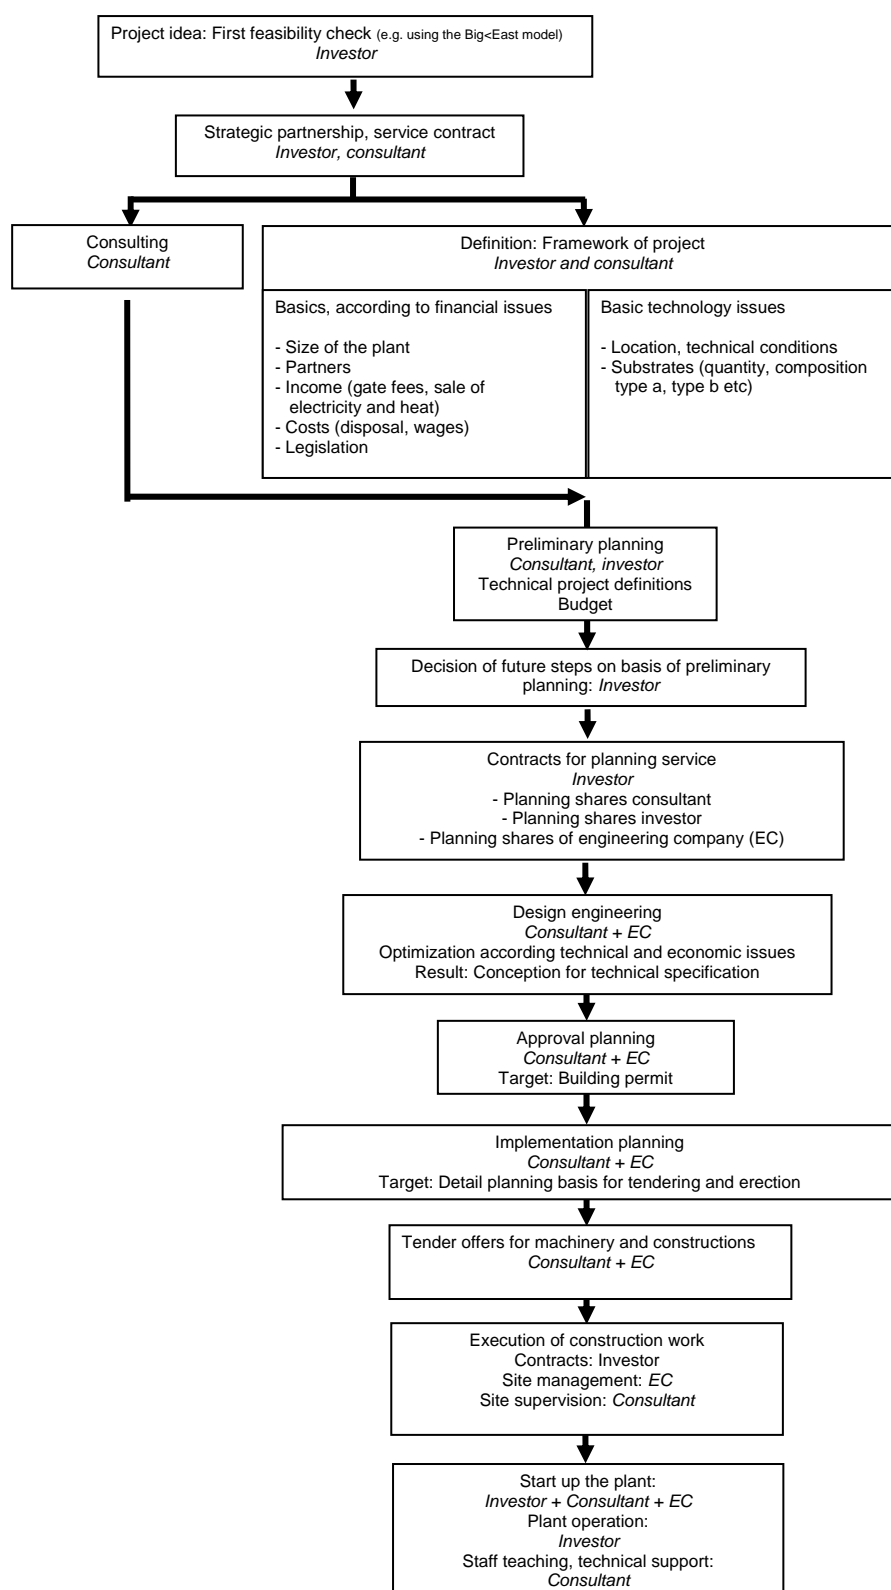 Project idea: First feasibility check (e.g. using the Big<East model)
Investor
Strategic partnership, service contract
Investor, consultant
Consulting
Consultant
Definition: Framework of project
Investor and consultant
Basics, according to financial issues
- Size of the plant
- Partners
- Income (gate fees, sale of
electricity and heat)
- Costs (disposal, wages)
- Legislation
Basic technology issues
- Location, technical conditions
- Substrates (quantity, composition
type a, type b etc)
Preliminary planning
Consultant, investor
Technical project definitions
Budget
Decision of future steps on basis of preliminary
planning: Investor
Contracts for planning service
Investor
- Planning shares consultant
- Planning shares investor
- Planning shares of engineering company (EC)
Design engineering
Consultant + EC
Optimization according technical and economic issues
Result: Conception for technical specification
Approval planning
Consultant + EC
Target: Building permit
Implementation planning
Consultant + EC
Target: Detail planning basis for tendering and erection
Tender offers for machinery and constructions
Consultant + EC
Execution of construction work
Contracts: Investor
Site management: EC
Site supervision: Consultant
Start up the plant:
Investor + Consultant + EC
Plant operation:
Investor
Staff teaching, technical support:
Consultant